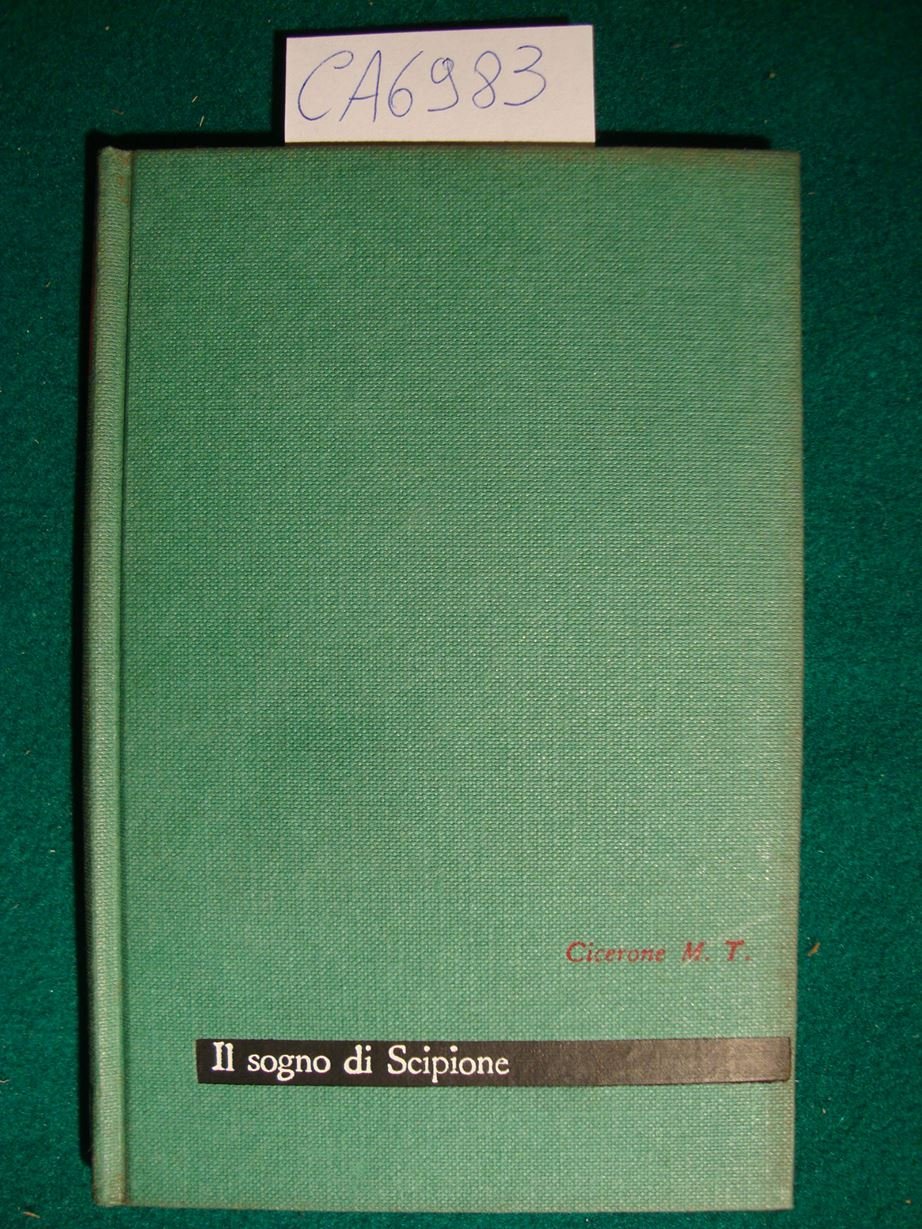 CA6983
Cicerone M. T.
Il sogno di Scipione